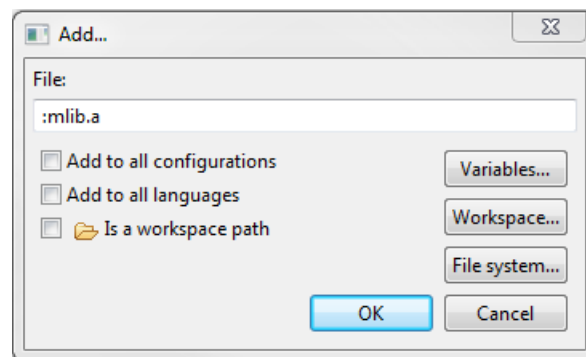 Add...
File:
:mlib.a
Add to all configurations
Add to all languages
Is a workspace path
Variables...
Workspace...
File system...
OK
Cancel